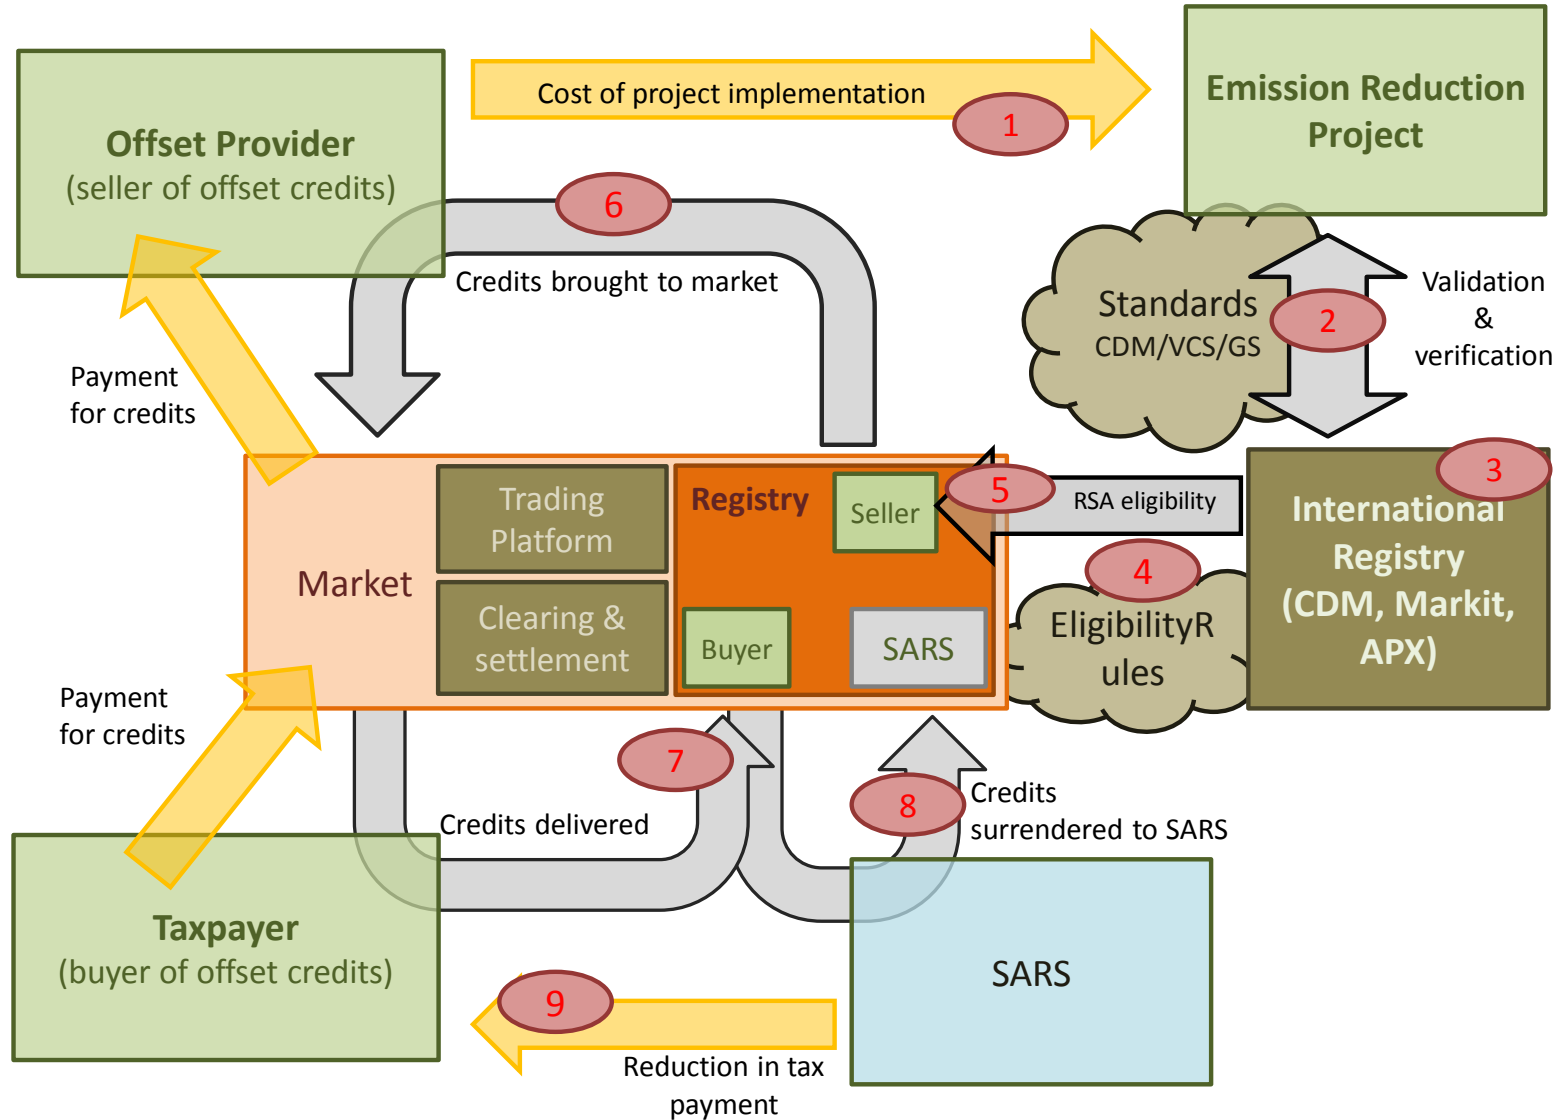 Offset Provider
(seller of offset credits)
Cost of project implementation
1
Emission Reduction
Project
6
Credits brought to market
Standards
CDM/VCS/GS
2
Validation
&
verification
Payment
for credits
Market
Trading
Platform
Clearing &
settlement
Registry
Seller
Buyer
SARS
5
RSA eligibility
4
EligibilityR
ules
3
International
Registry
(CDM, Markit,
APX)
Payment
for credits
7
Credits delivered
8
Credits
surrendered to SARS
Taxpayer
(buyer of offset credits)
9
Reduction in tax
payment
SARS